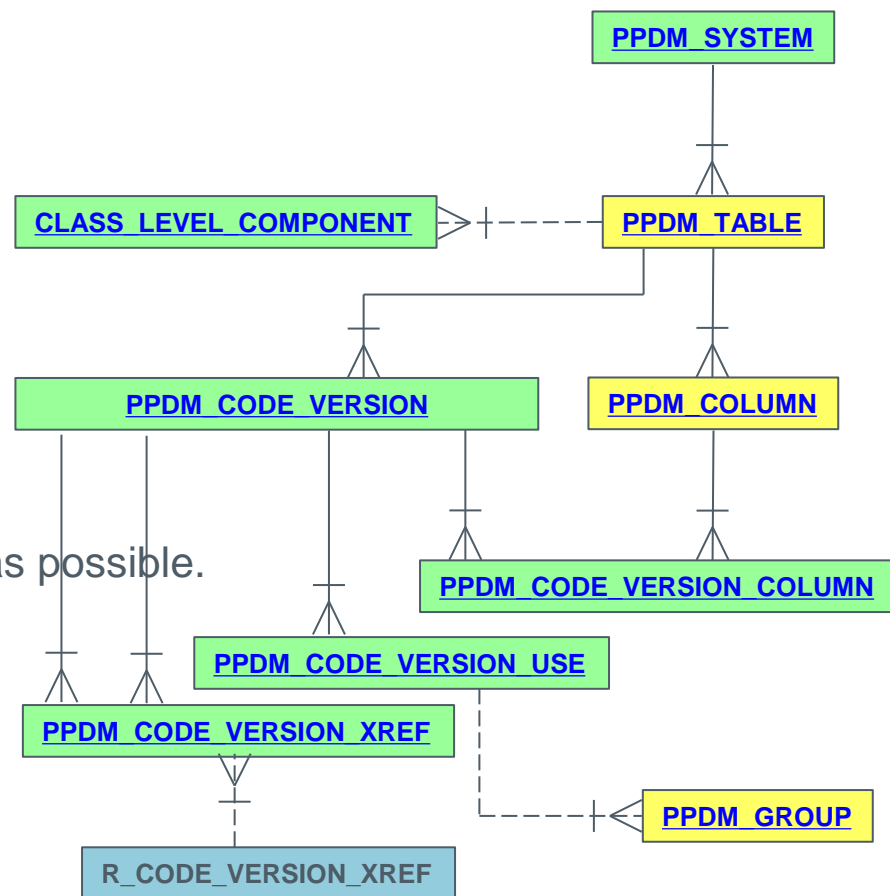 PPDM_SYSTEM
CLASS_LEVEL_COMPONENT
PPDM_TABLE
PPDM_CODE_VERSION
PPDM_COLUMN
as possible.
PPDM_CODE_VERSION_COLUMN
PPDM_CODE_VERSION_USE
PPDM_CODE_VERSION_XREF
PPDM_GROUP
R_CODE_VERSION_XREF